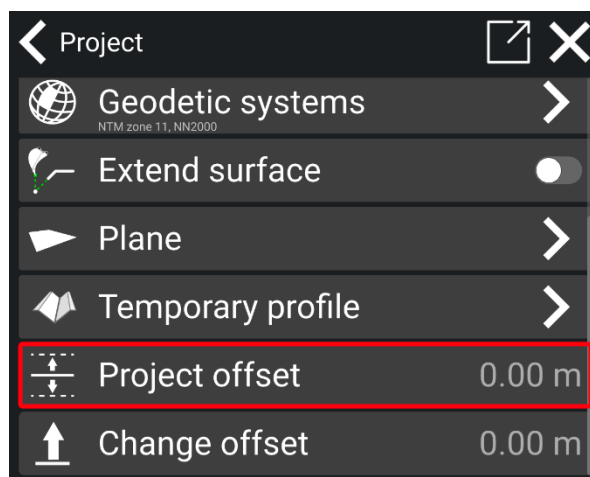 Project
Geodetic systems
NTM zone 11, NN2000
Extend surface
Plane
Temporary profile
Project offset 0.00 m
Change offset 0.00 m